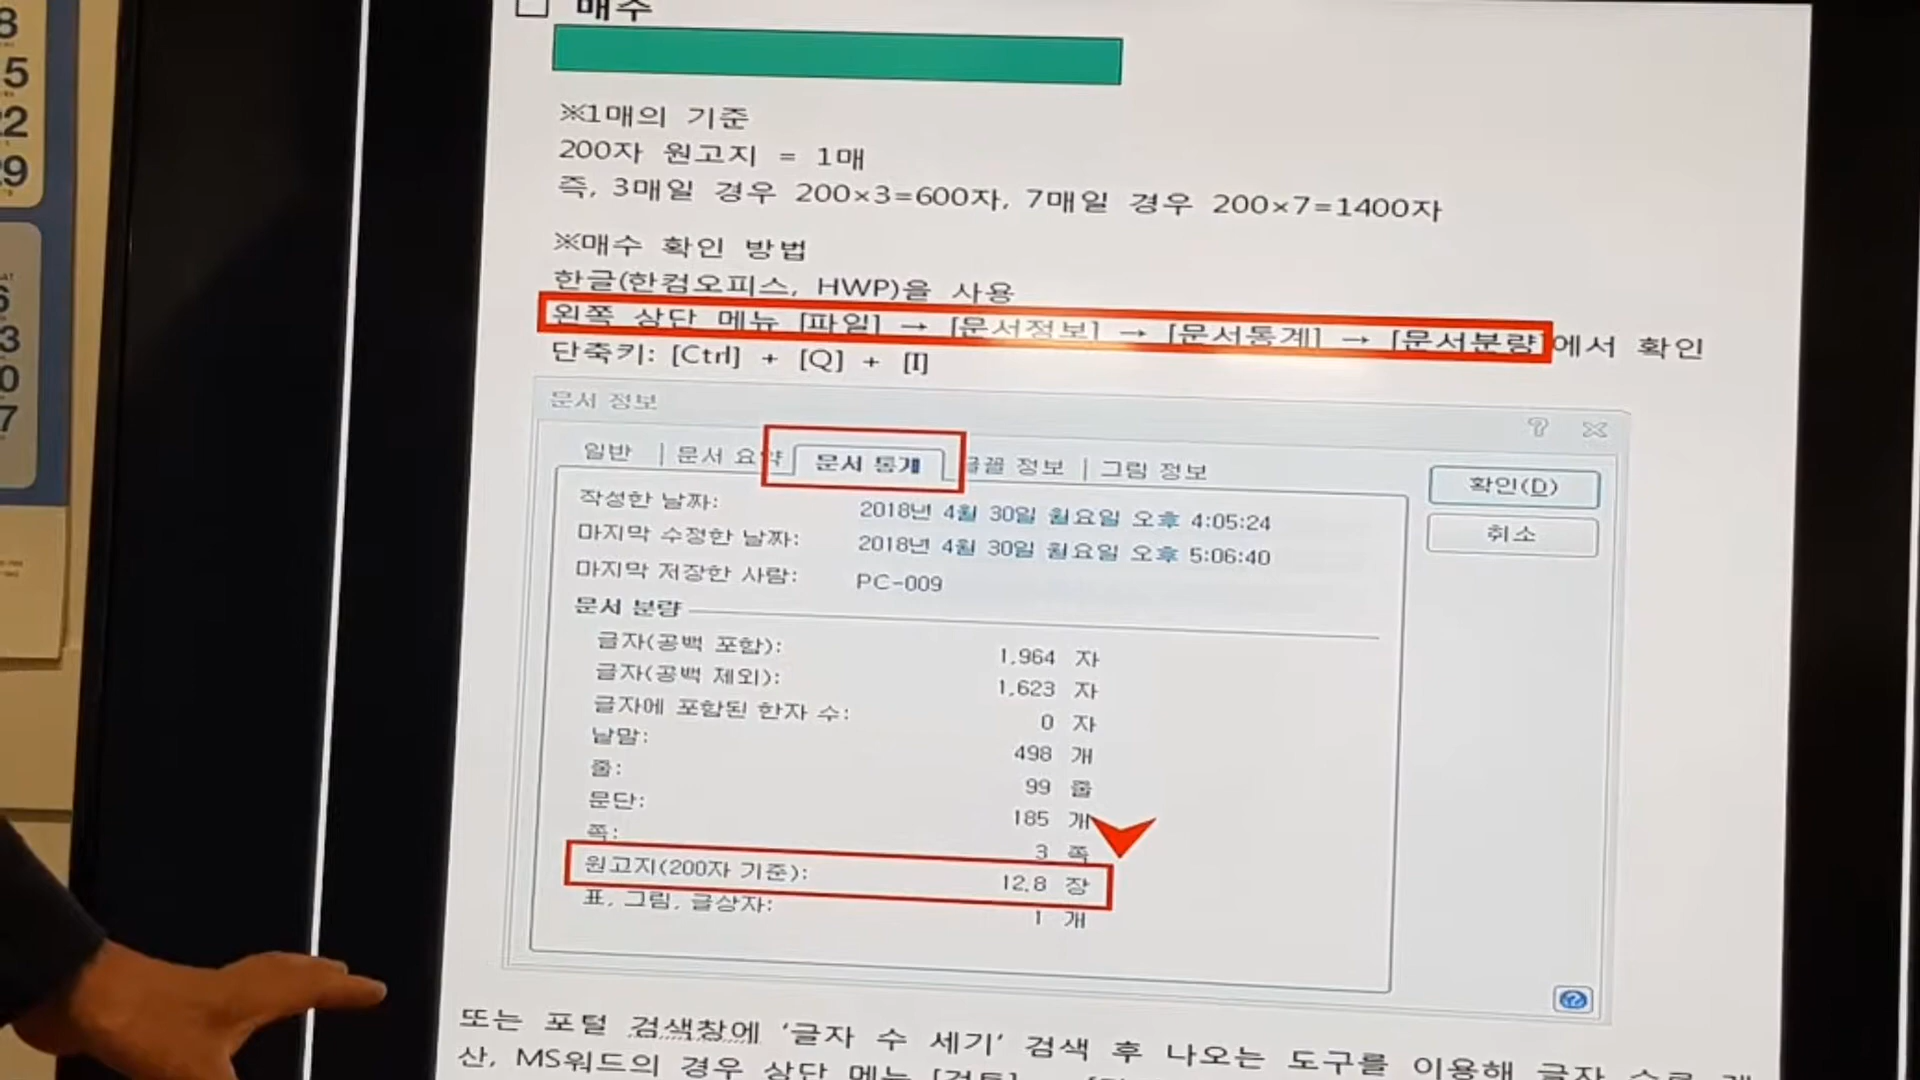 □ 매수
※1매의 기준
200자 원고지 = 1매
즉, 3매일 경우 200×3=600자, 7매일 경우 200×7=1400자
※매수 확인 방법
한글(한컴오피스, HWP)을 사용
왼쪽 상단 메뉴 [파일] → [문서정보] → [문서통계] → [문서분량]에서 확인
단축키: [Ctrl] + [Q] + [I]
문서 정보
일반 | 문서 요약 문서 통계 글꼴 정보 | 그림 정보
확인(D)
취소
작성한 날짜: 2018년 4월 30일 월요일 오후 4:05:24
마지막 수정한 날짜: 2018년 4월 30일 월요일 오후 5:06:40
마지막 저장한 사람: PC-009
문서 분량
글자(공백 포함): 1,964 자
글자(공백 제외): 1,623 자
글자에 포함된 한자 수: 0 자
낱말: 498 개
줄: 99 줄
문단: 185 개
쪽: 3 쪽
원고지(200자 기준): 12.8 장
표, 그림, 글상자: 1 개
또는 포털 검색창에 '글자 수 세기' 검색 후 나오는 도구를 이용해 글자 수를
산, MS워드의 경우 상단 메뉴
8
15
22
29